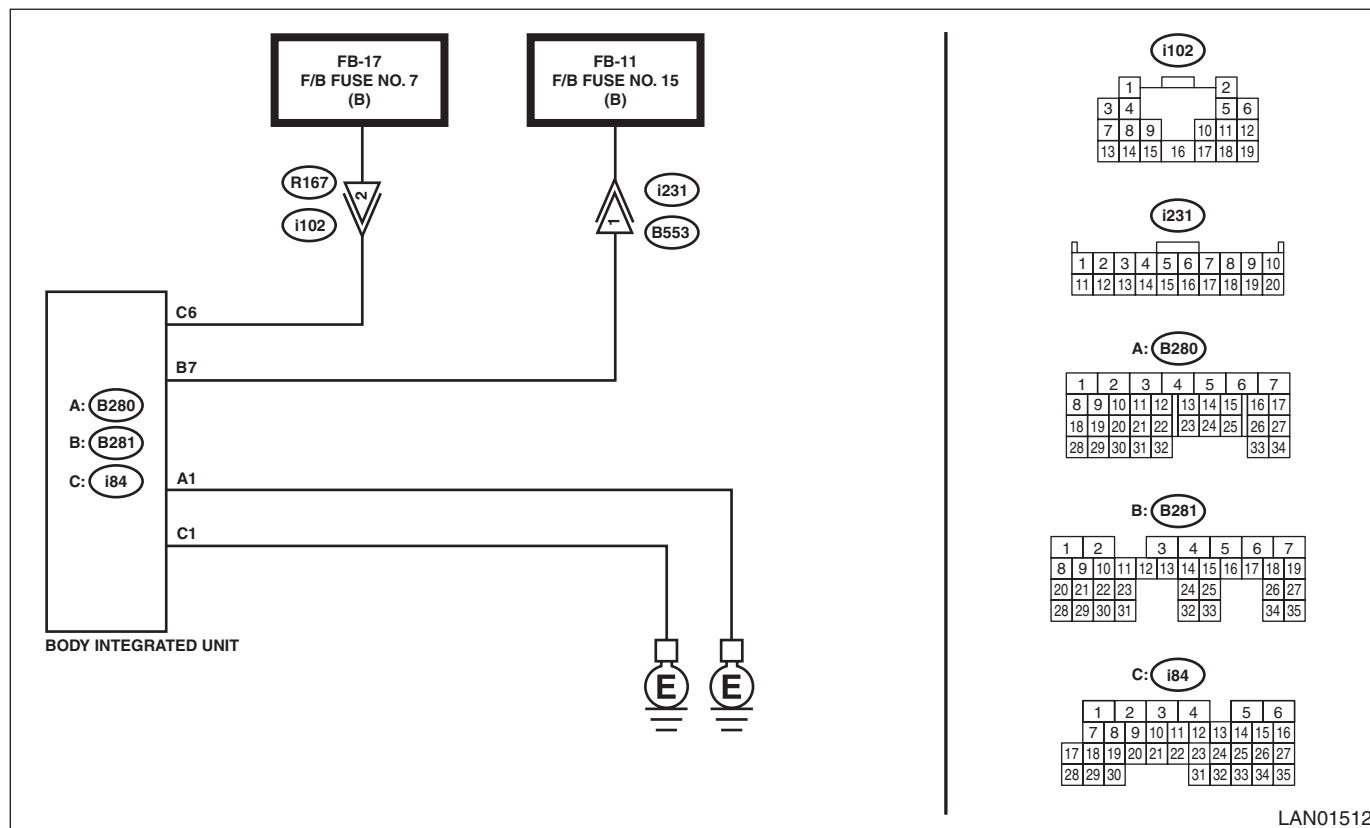 FB-17
F/B FUSE NO. 7
(B)
FB-11
F/B FUSE NO. 15
(B)
R167
2
i102
i231
1
B553
C6
B7
A: B280
B: B281
C: i84
A1
C1
BODY INTEGRATED UNIT
E E
i102
1 2
3 4 5 6
7 8 9 10 11 12
13 14 15 16 17 18 19
i231
1 2 3 4 5 6 7 8 9 10
11 12 13 14 15 16 17 18 19 20
A: B280
1 2 3 4 5 6 7
8 9 10 11 12 13 14 15 16 17
18 19 20 21 22 23 24 25 26 27
28 29 30 31 32 33 34
B: B281
1 2 3 4 5 6 7
8 9 10 11 12 13 14 15 16 17 18 19
20 21 22 23 24 25 26 27
28 29 30 31 32 33 34 35
C: i84
1 2 3 4 5 6
7 8 9 10 11 12 13 14 15 16
17 18 19 20 21 22 23 24 25 26 27
28 29 30 31 32 33 34 35
LAN01512